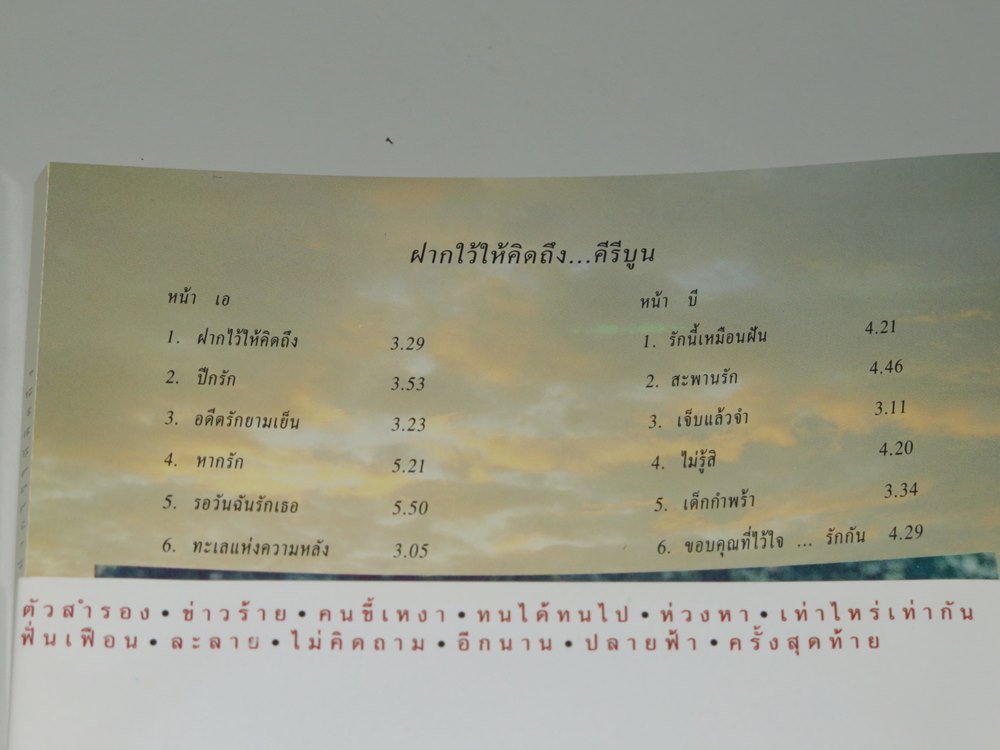 ฝากใว้ให้คิดถึง...คีรีบูน
หน้า เอ
1. ฝากไว้ให้คิดถึง 3.29
2. ปีกรัก 3.53
3. อดีตรักยามเย็น 3.23
4. หากรัก 5.21
5. รอวันฉันรักเธอ 5.50
6. ทะเลแห่งความหลัง 3.05
หน้า บี
1. รักนี้เหมือนฝัน 4.21
2. สะพานรัก 4.46
3. เจ็บแล้วจำ 3.11
4. ไม่รู้สิ 4.20
5. เด็กกำพร้า 3.34
6. ขอบคุณที่ไว้ใจ ... รักกัน 4.29
ตัวสำรอง • ข่าวร้าย • คนขี้เหงา • ทนได้ทนไป • ห่วงหา • เท่าไหร่เท่ากัน
ฟั่นเฟือน • ละลาย • ไม่คิดถาม • อีกนาน • ปลายฟ้า • ครั้งสุดท้าย